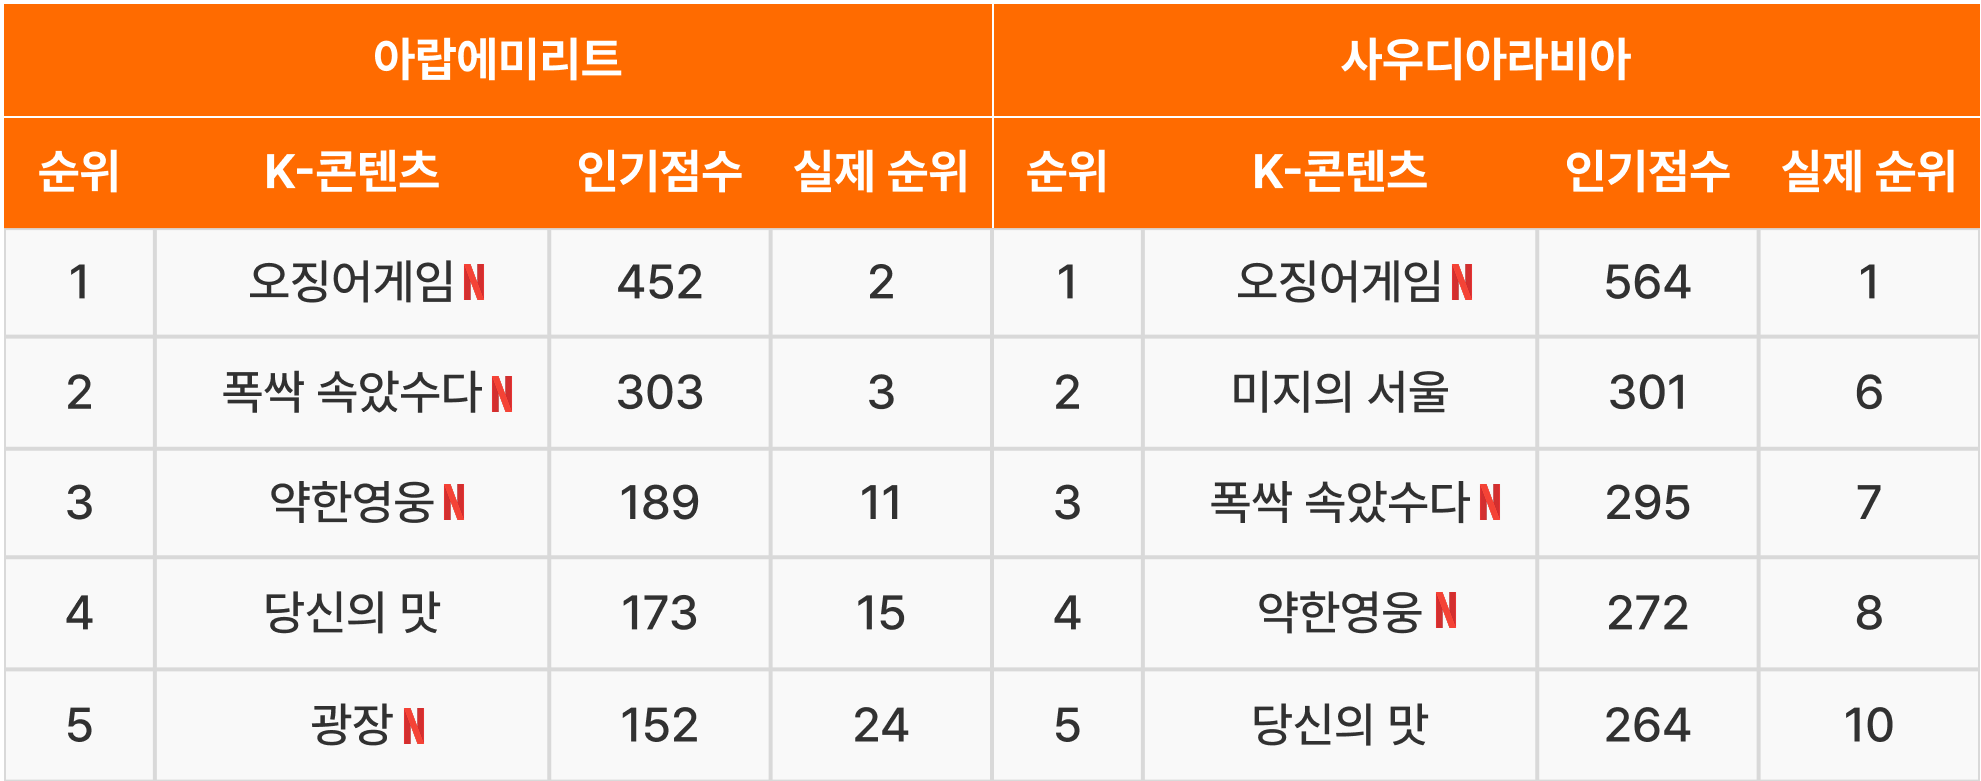 아랍에미리트 사우디아라비아
순위 K-콘텐츠 인기점수 실제 순위 순위 K-콘텐츠 인기점수 실제 순위
1 오징어게임 N 452 2 1 오징어게임 N 564 1
2 폭싹 속았수다 N 303 3 2 미지의 서울 301 6
3 약한영웅 N 189 11 3 폭싹 속았수다 N 295 7
4 당신의 맛 173 15 4 약한영웅 N 272 8
5 광장 N 152 24 5 당신의 맛 264 10